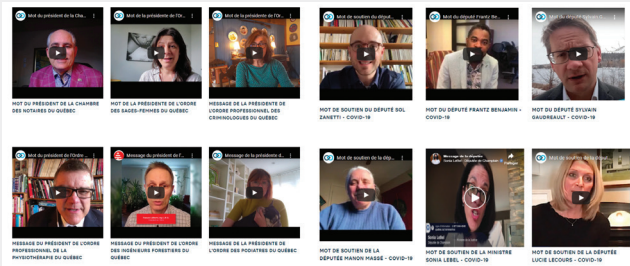 Mot du président de la Cha...
Mot de la présidente de l'Or...
Message de la présidente de...
Mot de soutien du déput...
Mot du député Frantz Be...
Mot du député Sylvain G...
MOT DU PRÉSIDENT DE LA CHAMBRE
DES NOTAIRES DU QUÉBEC
MOT DE LA PRÉSIDENTE DE L'ORDRE
DES SAGES-FEMMES DU QUÉBEC
MESSAGE DE LA PRÉSIDENTE DE
L'ORDRE PROFESSIONNEL DES
CRIMINOLOGUES DU QUÉBEC
MOT DE SOUTIEN DU DÉPUTÉ SOL
ZANETTI - COVID-19
MOT DU DÉPUTÉ FRANTZ BENJAMIN -
COVID-19
MOT DU DÉPUTÉ SYLVAIN
GAUDREAULT - COVID-19
Mot du président de l'Ordre ...
Message du président de l'...
Message de la présidente d...
Mot de soutien de la dép...
Message de la députée
Sonia LeBel
Partager
Mot de soutien de la déput...
Sonia LeBel
MESSAGE DU PRÉSIDENT DE L'ORDRE
PROFESSIONNEL DE LA
PHYSIOTHÉRAPIE DU QUÉBEC
MESSAGE DU PRÉSIDENT DE L'ORDRE
DES INGÉNIEURS FORESTIERS DU
QUÉBEC
MESSAGE DE LA PRÉSIDENTE DE
L'ORDRE DES PODIATRES DU QUÉBEC
MOT DE SOUTIEN DE LA
DÉPUTÉE MANON MASSÉ - COVID-19
MOT DE SOUTIEN DE LA MINISTRE
SONIA LEBEL - COVID-19
MOT DE SOUTIEN DE LA DÉPUTÉE
LUCIE LECOURS - COVID-19